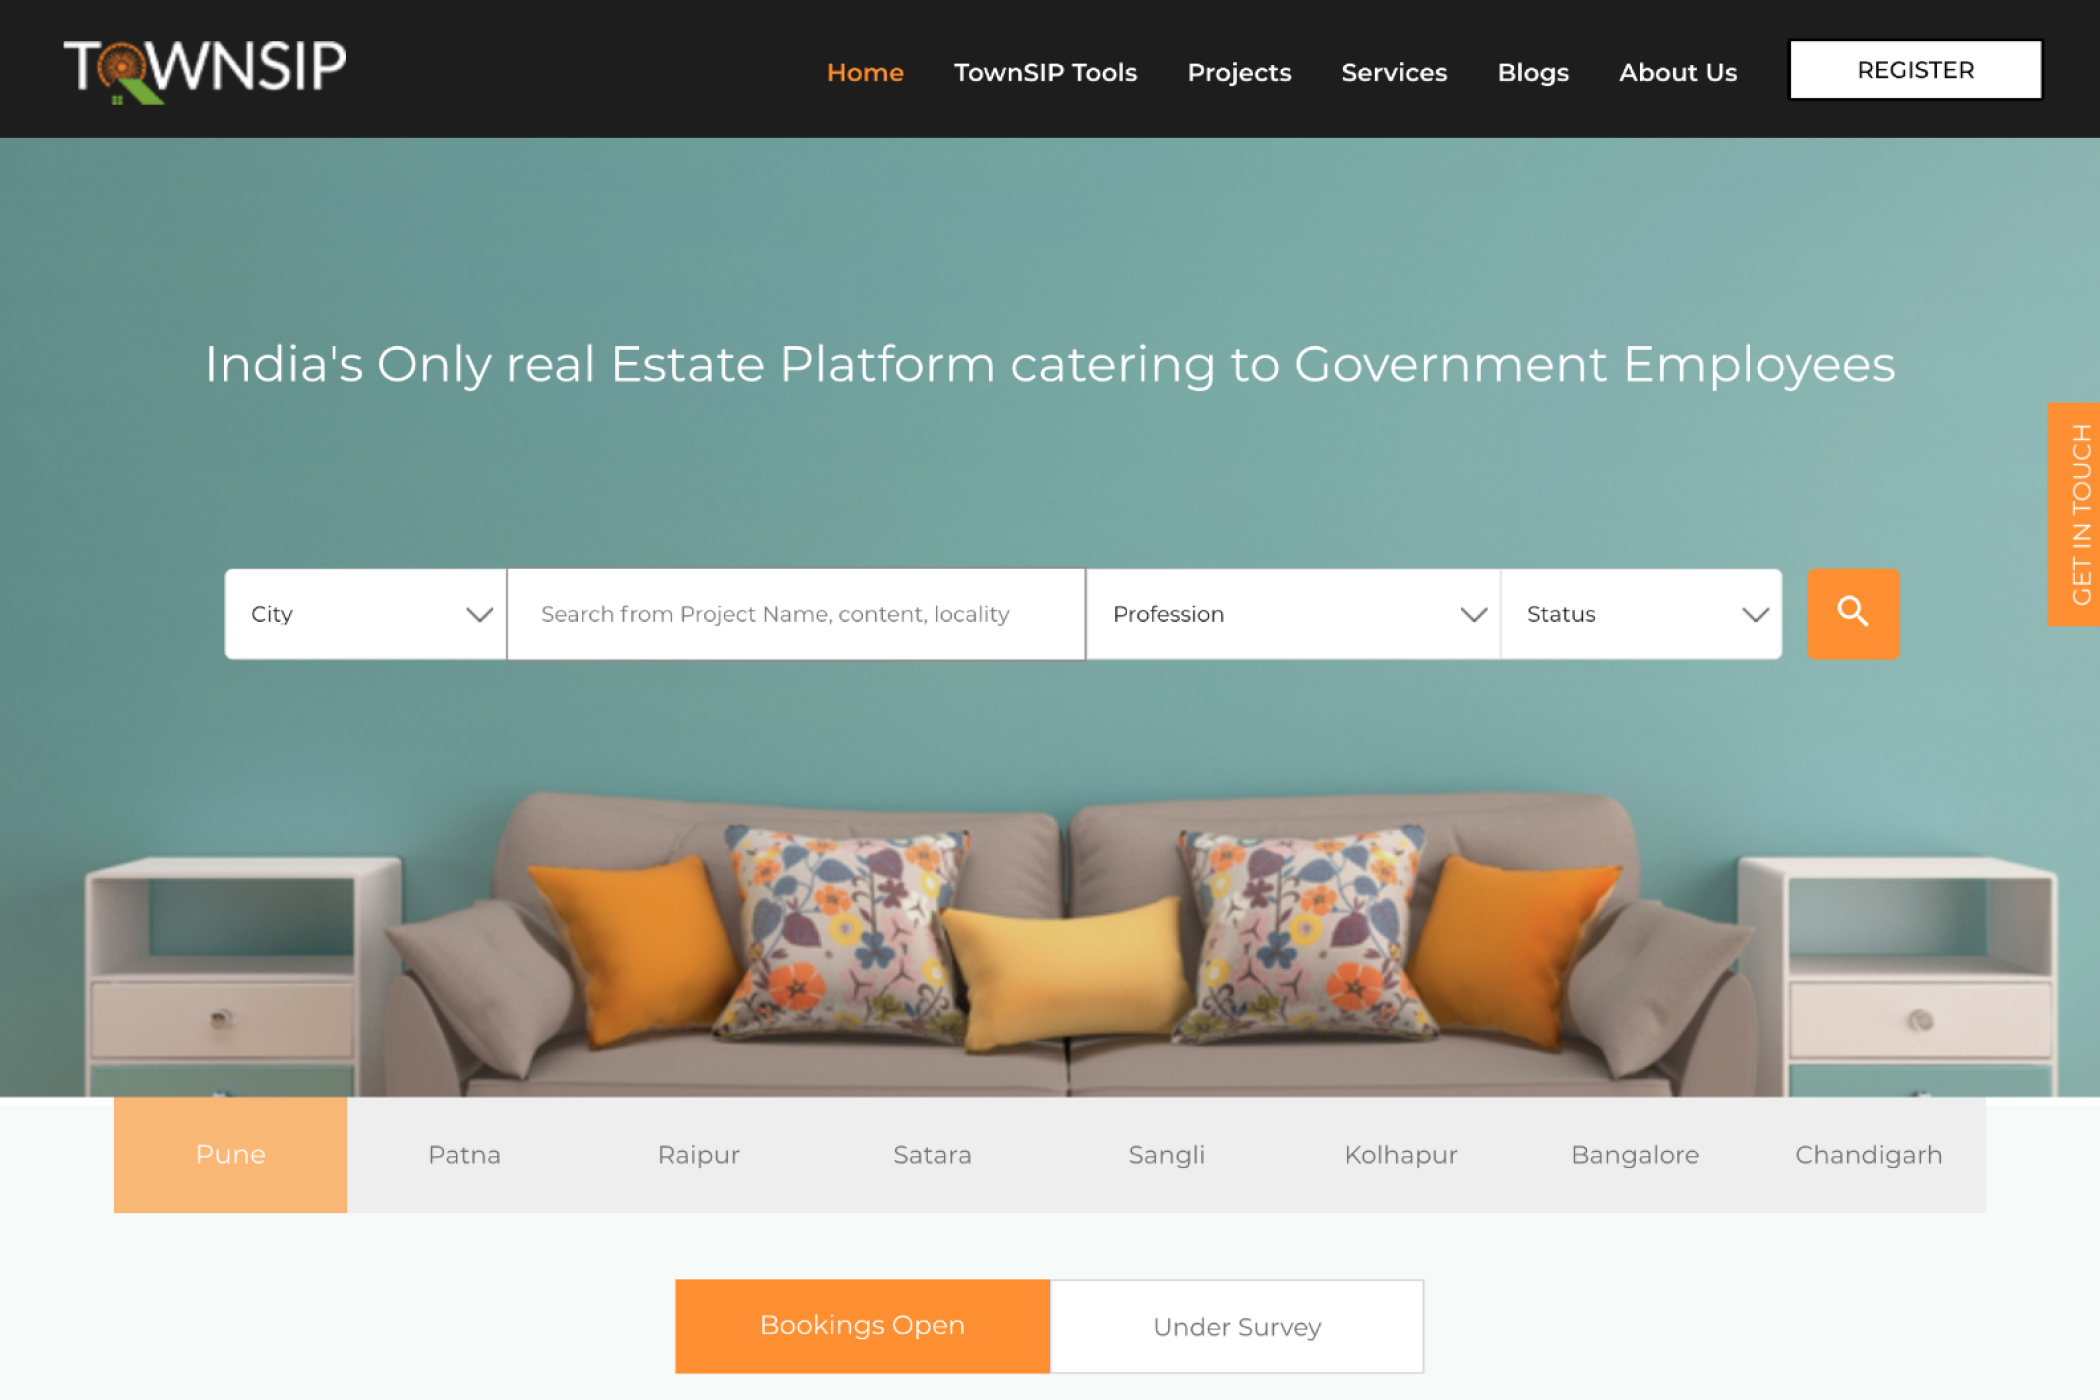 TOWNSIP
Home TownSIP Tools Projects Services Blogs About Us REGISTER
India's Only real Estate Platform catering to Government Employees
GET IN TOUCH
City Search from Project Name, content, locality Profession Status
Pune Patna Raipur Satara Sangli Kolhapur Bangalore Chandigarh
Bookings Open Under Survey